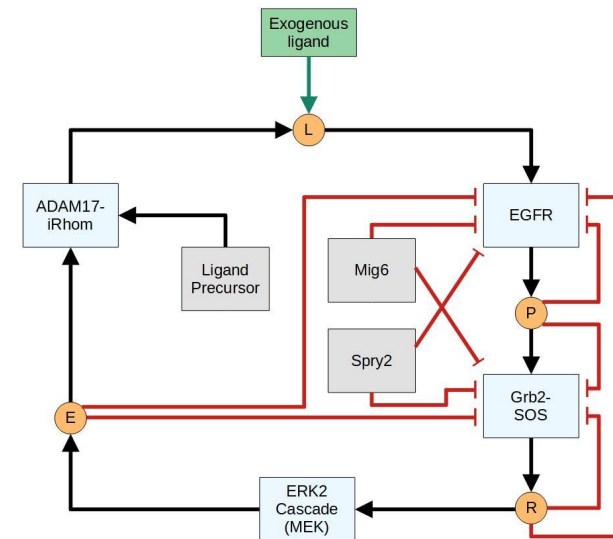 Exogenous
ligand
L
ADAM17-
iRhom
EGFR
Ligand
Precursor
Mig6
P
Spry2
Grb2-
SOS
E
ERK2
Cascade
(MEK)
R